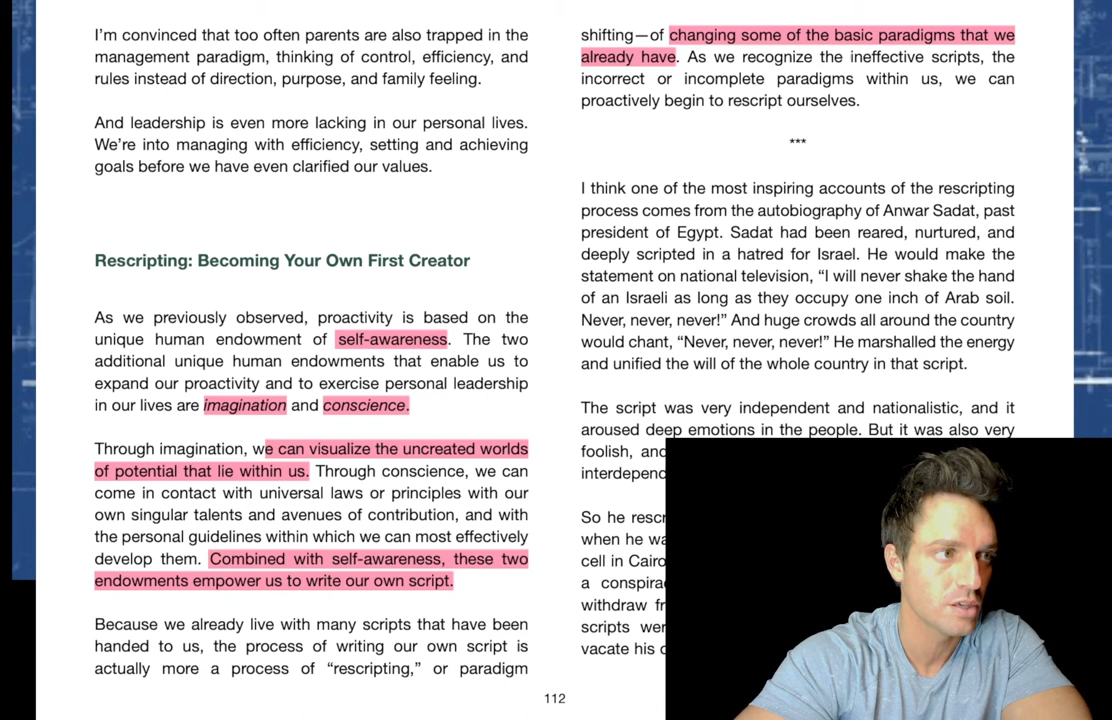 I'm convinced that too often parents are also trapped in the
management paradigm, thinking of control, efficiency, and
rules instead of direction, purpose, and family feeling.
And leadership is even more lacking in our personal lives.
We're into managing with efficiency, setting and achieving
goals before we have even clarified our values.
Rescripting: Becoming Your Own First Creator
As we previously observed, proactivity is based on the
unique human endowment of self-awareness. The two
additional unique human endowments that enable us to
expand our proactivity and to exercise personal leadership
in our lives are imagination and conscience.
Through imagination, we can visualize the uncreated worlds
of potential that lie within us. Through conscience, we can
come in contact with universal laws or principles with our
own singular talents and avenues of contribution, and with
the personal guidelines within which we can most effectively
develop them. Combined with self-awareness, these two
endowments empower us to write our own script.
Because we already live with many scripts that have been
handed to us, the process of writing our own script is
actually more a process of “rescripting,” or paradigm
shifting—of changing some of the basic paradigms that we
already have. As we recognize the ineffective scripts, the
incorrect or incomplete paradigms within us, we can
proactively begin to rescript ourselves.
***
I think one of the most inspiring accounts of the rescripting
process comes from the autobiography of Anwar Sadat, past
president of Egypt. Sadat had been reared, nurtured, and
deeply scripted in a hatred for Israel. He would make the
statement on national television, “I will never shake the hand
of an Israeli as long as they occupy one inch of Arab soil.
Never, never, never!” And huge crowds all around the country
would chant, “Never, never, never!” He marshalled the energy
and unified the will of the whole country in that script.
The script was very independent and nationalistic, and it
aroused deep emotions in the people. But it was also very
foolish, and
So he
when he
cell in Cairo
a
withdraw
scripts
vacate his
112